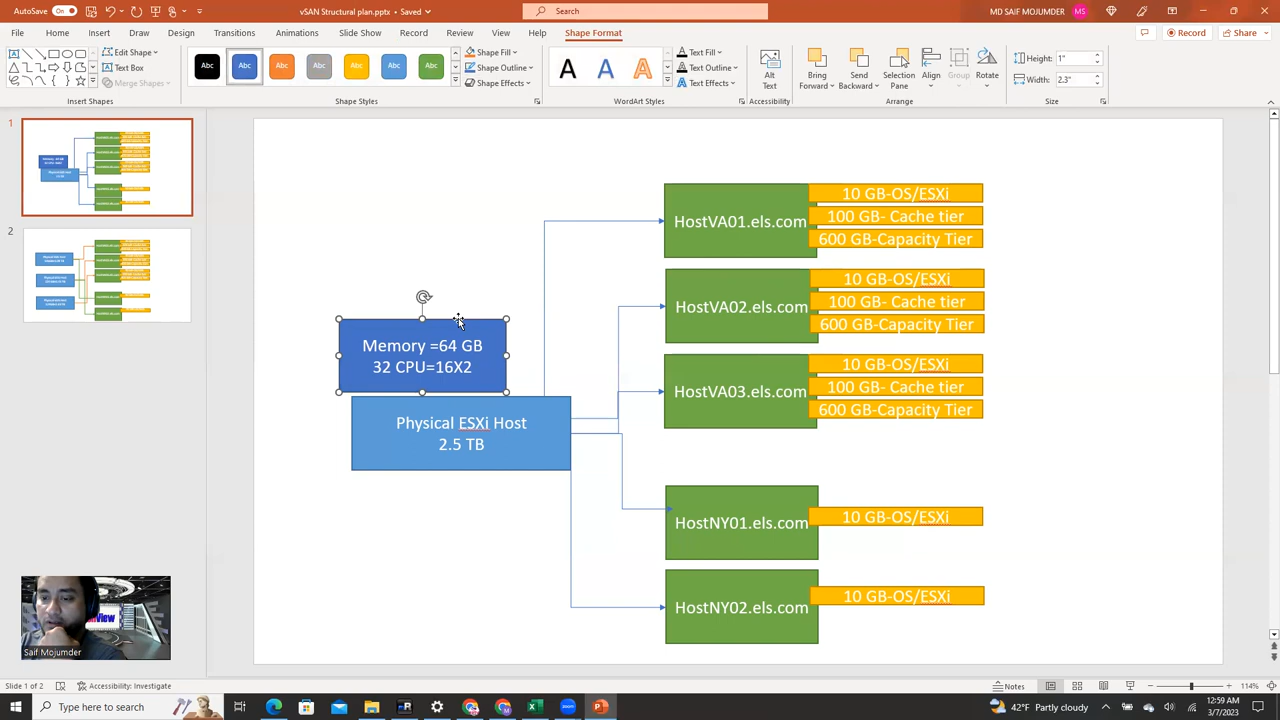 AutoSave On
vSAN Structural plan.pptx • Saved
Search
MD SAIF MOJUMDER
MS
File Home Insert Draw Design Transitions Animations Slide Show Record Review View Help Shape Format
Record
Share
Edit Shape
Text Box
Merge Shapes
Insert Shapes
Abc Abc Abc Abc Abc Abc Abc
Shape Fill
Shape Outline
Shape Effects
Shape Styles
A A A
Text Fill
Text Outline
Text Effects
WordArt Styles
Alt
Text
Accessibility
Bring
Forward
Send
Backward
Selection
Pane
Align
Group
Rotate
Arrange
Height: 1"
Width: 2.3"
Size
1
2
Memory =64 GB
32 CPU=16X2
Physical ESXi Host
2.5 TB
HostVA01.els.com
10 GB-OS/ESXi
100 GB- Cache tier
600 GB-Capacity Tier
HostVA02.els.com
10 GB-OS/ESXi
100 GB- Cache tier
600 GB-Capacity Tier
HostVA03.els.com
10 GB-OS/ESXi
100 GB- Cache tier
600 GB-Capacity Tier
HostNY01.els.com
10 GB-OS/ESXi
HostNY02.els.com
10 GB-OS/ESXi
Saif Mojumder
Slide 1 of 2
Accessibility: Investigate
Notes
114%
Type here to search
42°F Partly cloudy
12:59 AM
3/7/2023